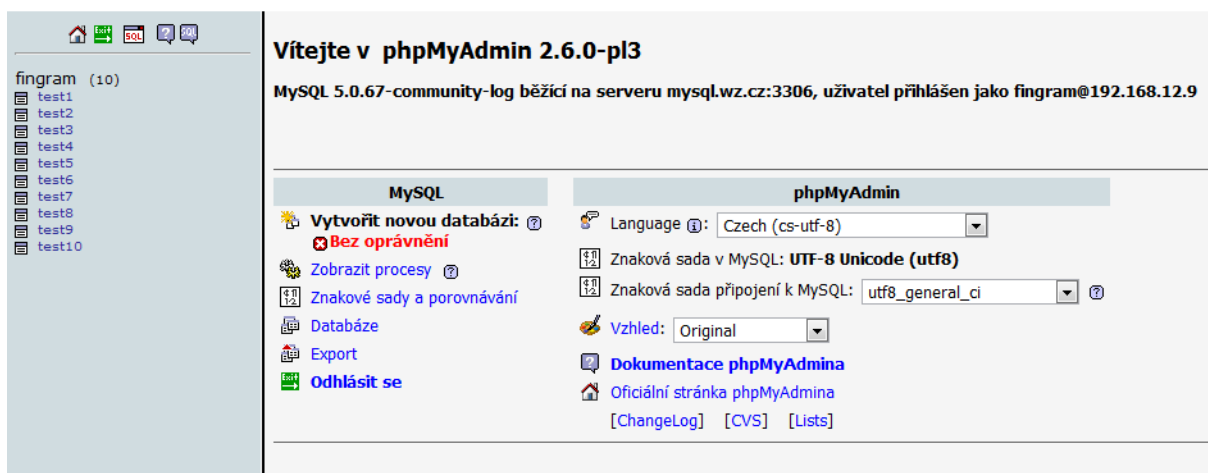 Exit SQL ? SQL
fingram (10)
test1
test2
test3
test4
test5
test6
test7
test8
test9
test10
Vítejte v phpMyAdmin 2.6.0-pl3
MySQL 5.0.67-community-log běžící na serveru mysql.wz.cz:3306, uživatel přihlášen jako fingram@192.168.12.9
MySQL
Vytvořit novou databázi:
Bez oprávnění
Zobrazit procesy
Znakové sady a porovnávání
Databáze
Export
Odhlásit se
phpMyAdmin
Language: Czech (cs-utf-8)
Znaková sada v MySQL: UTF-8 Unicode (utf8)
Znaková sada připojení k MySQL: utf8_general_ci
Vzhled: Original
Dokumentace phpMyAdmina
Oficiální stránka phpMyAdmina
[ChangeLog] [CVS] [Lists]